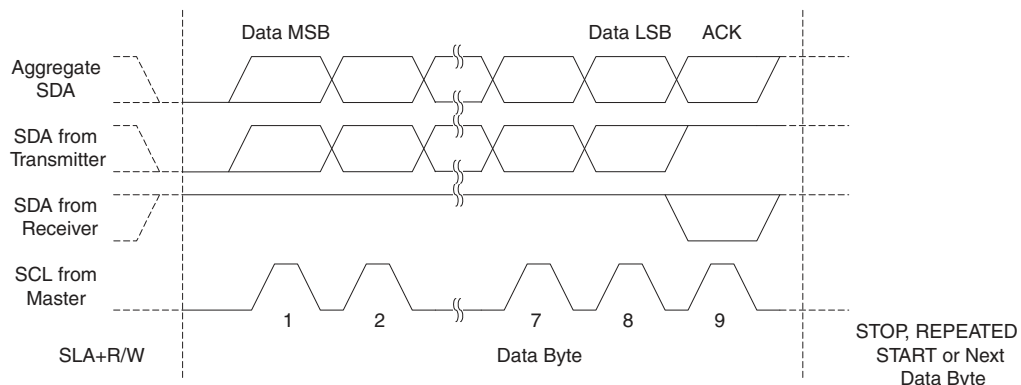 Data MSB
Data LSB
ACK
Aggregate
SDA
SDA from
Transmitter
SDA from
Receiver
SCL from
Master
1
2
7
8
9
SLA+R/W
Data Byte
STOP, REPEATED
START or Next
Data Byte